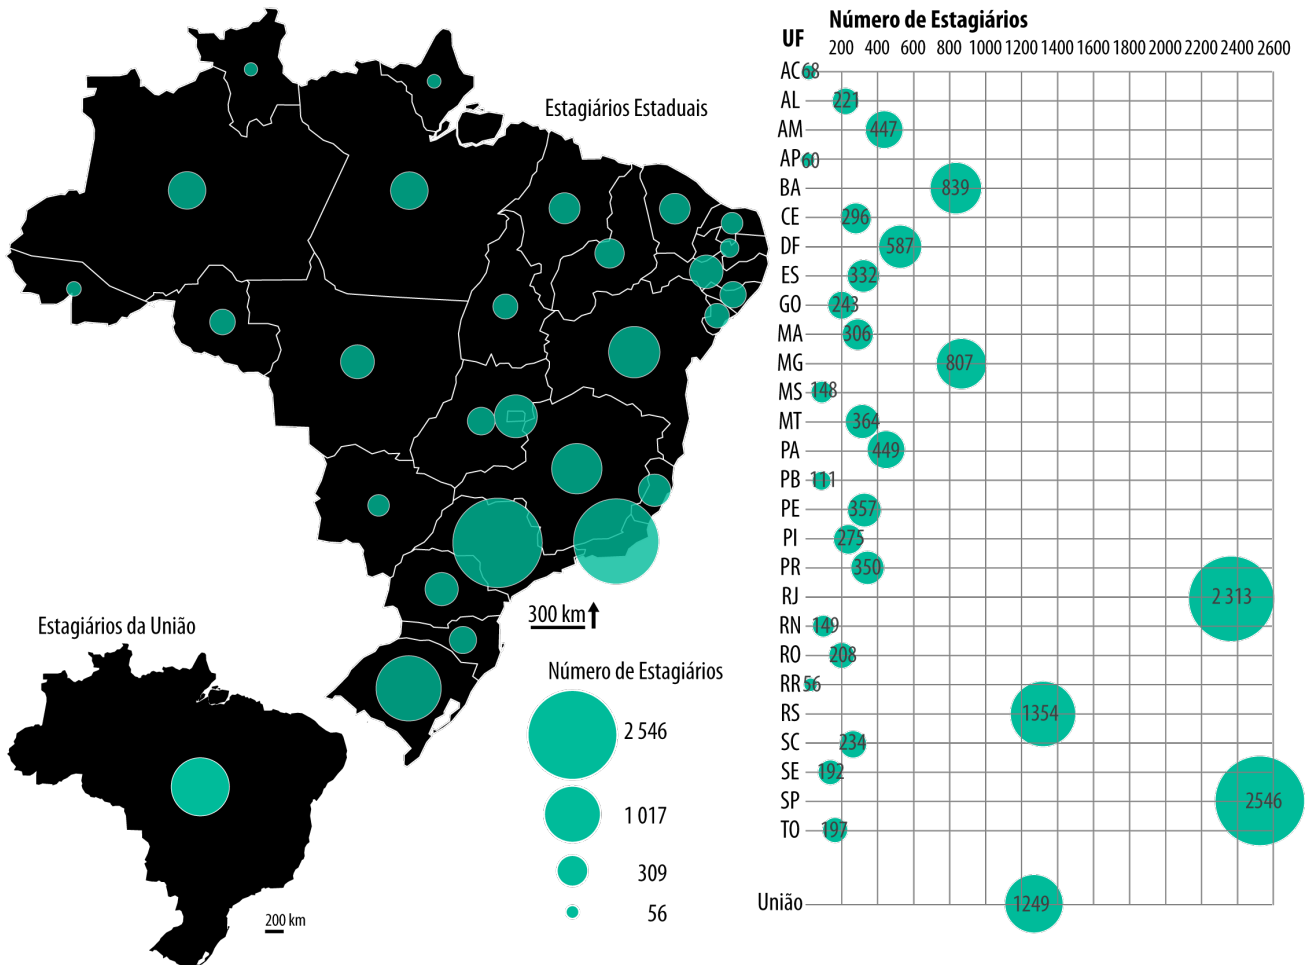 Estagiários Estaduais
300 km
Estagiários da União
200 km
Número de Estagiários
2 546
1 017
309
56
Número de Estagiários
UF
200 400 600 800 1000 1200 1400 1800 2000 2200 2400 2600
AC 68
AL 221
AM 447
AP 60
BA 839
CE 296
DF 587
ES 332
GO 243
MA 306
MG 807
MS 148
MT 364
PA 449
PB 111
PE 357
PI 275
PR 350
RJ 2 313
RN 149
RO 208
RR 56
RS 1354
SC 234
SE 192
SP 2546
TO 197
União 1249